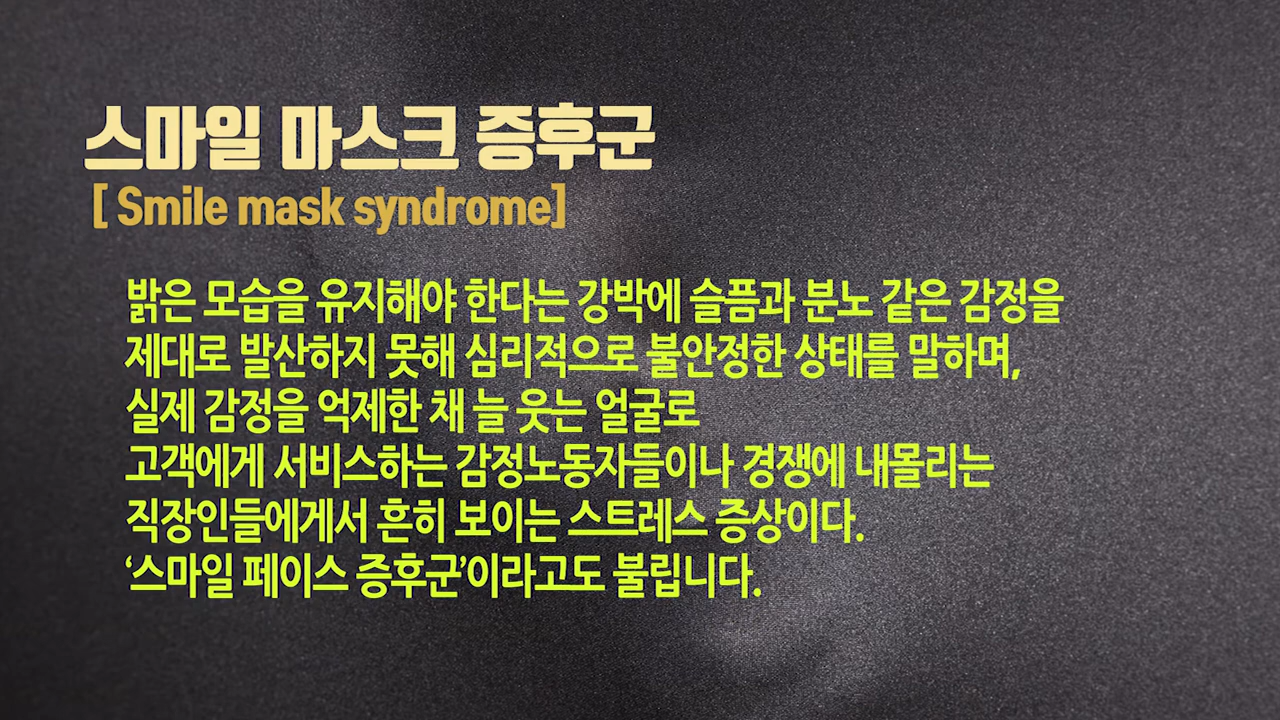 스마일 마스크 증후군
[ Smile mask syndrome]
밝은 모습을 유지해야 한다는 강박에 슬픔과 분노 같은 감정을
제대로 발산하지 못해 심리적으로 불안정한 상태를 말하며,
실제 감정을 억제한 채 늘 웃는 얼굴로
고객에게 서비스하는 감정노동자들이나 경쟁에 내몰리는
직장인들에게서 흔히 보이는 스트레스 증상이다.
‘스마일 페이스 증후군’이라고도 불립니다.